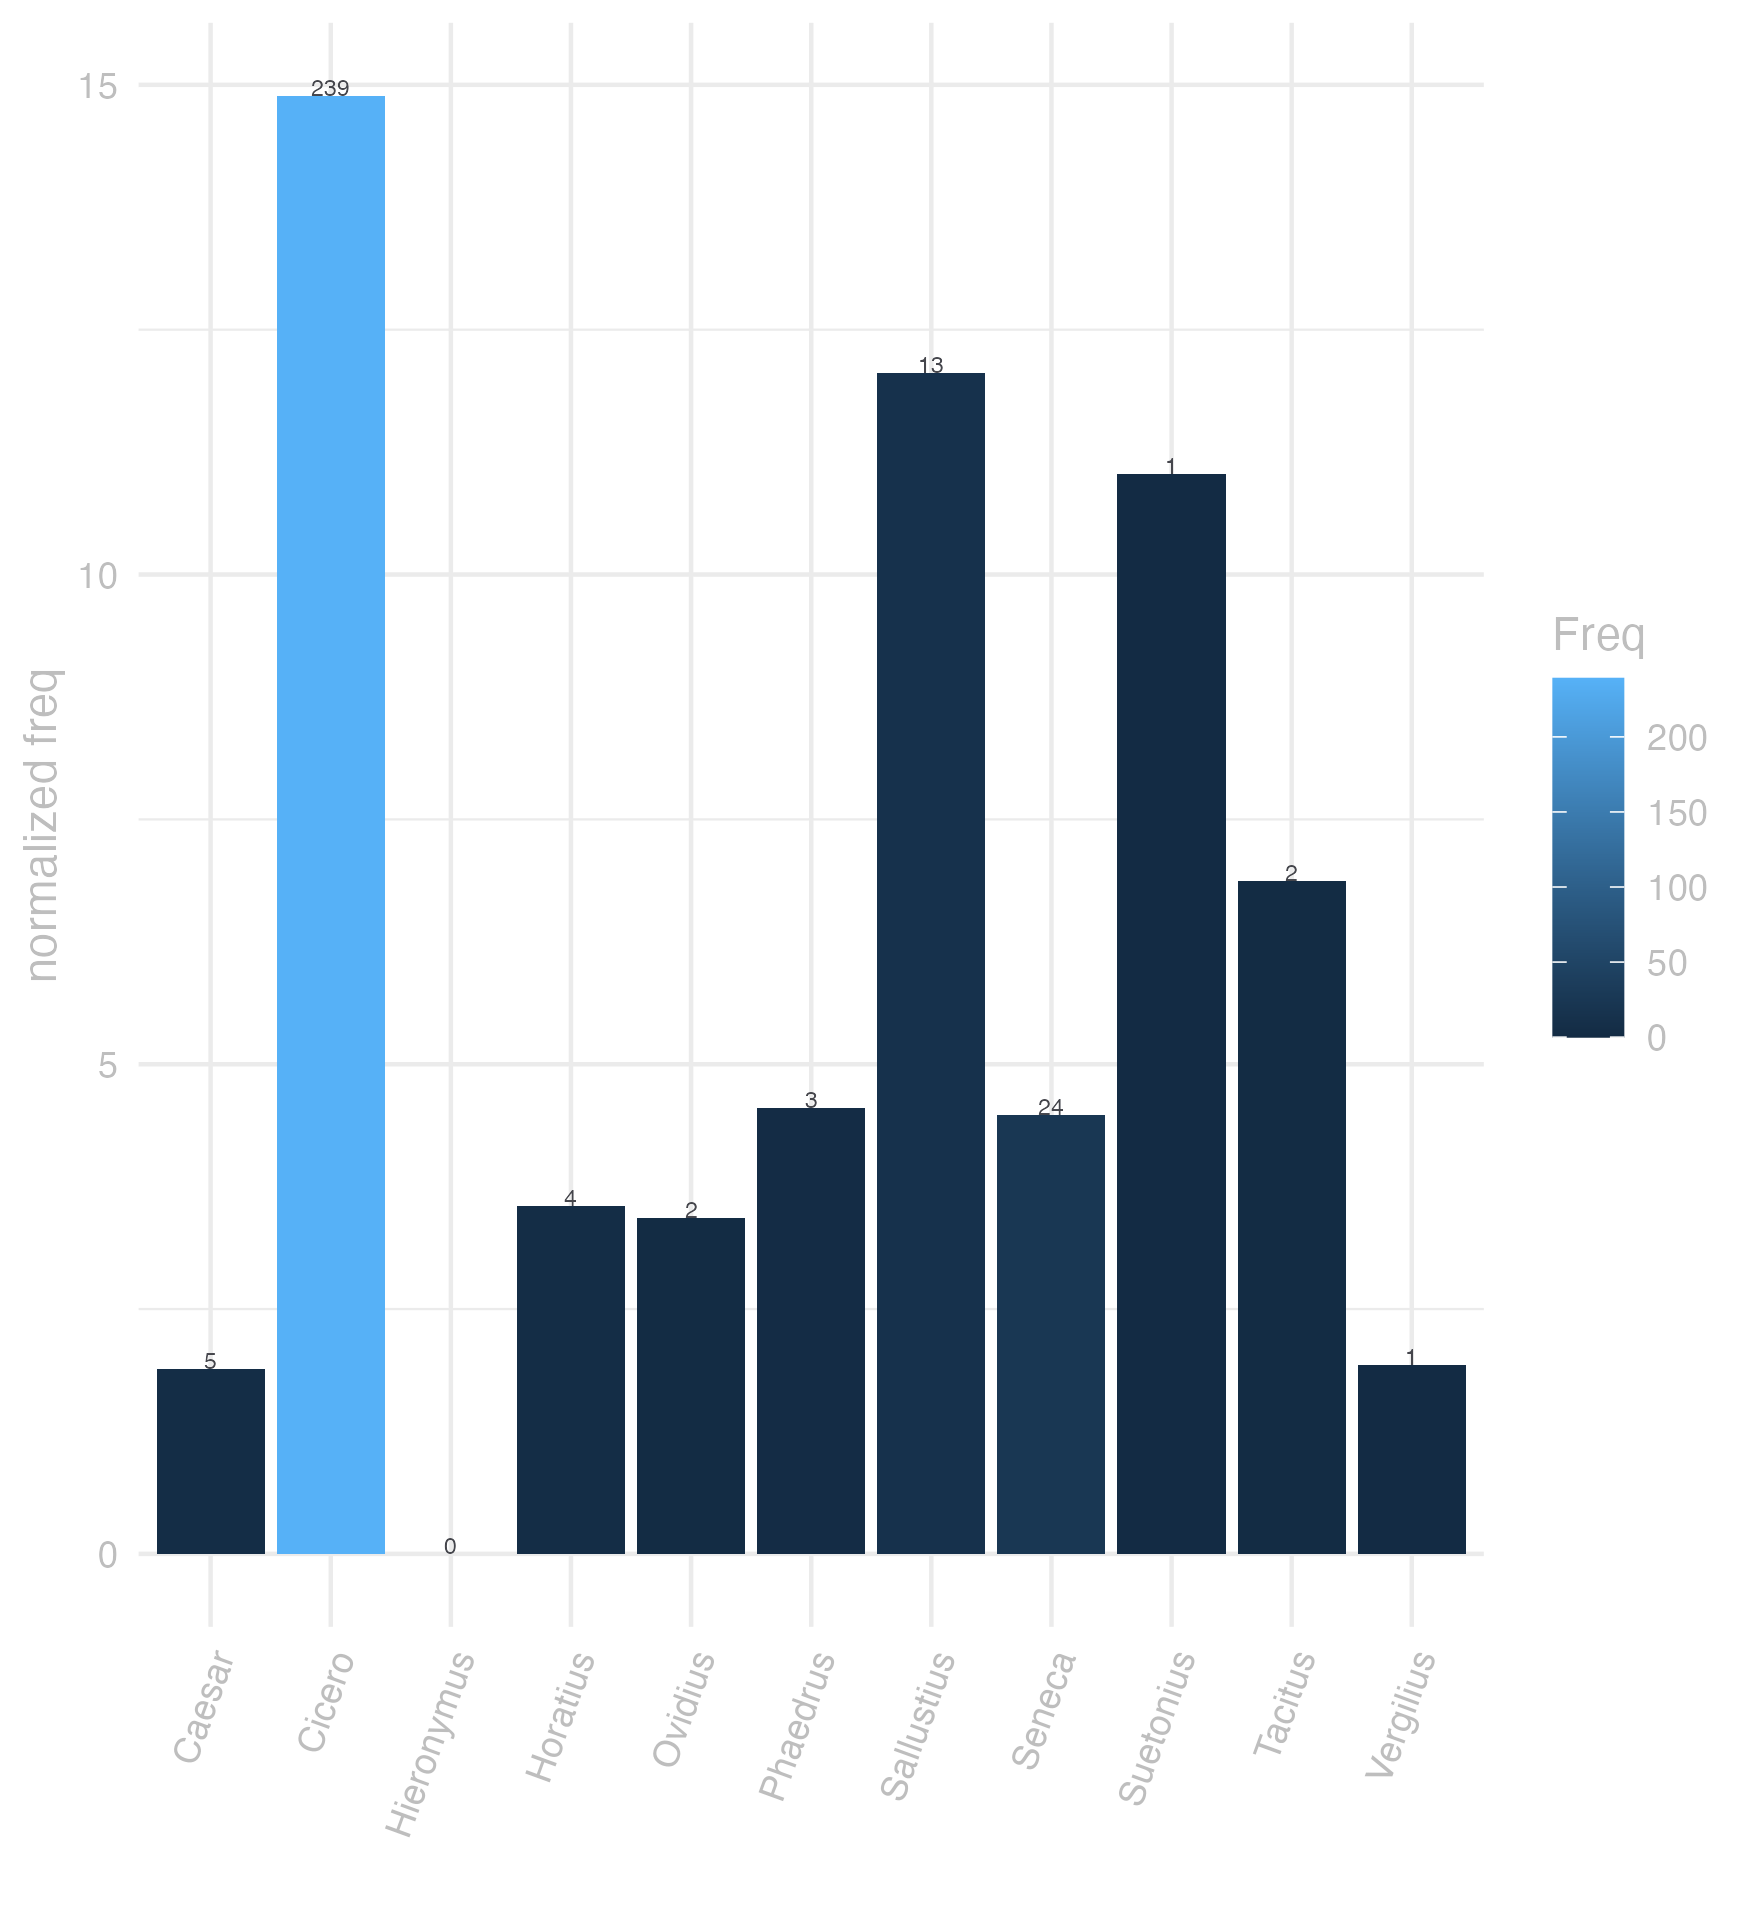 15
10
5
0
normalized freq
239
13
1
2
3
24
4
2
5
1
0
Caesar
Cicero
Hieronymus
Horatius
Ovidius
Phaedrus
Sallustius
Seneca
Suetonius
Tacitus
Vergilius
Freq
200
150
100
50
0